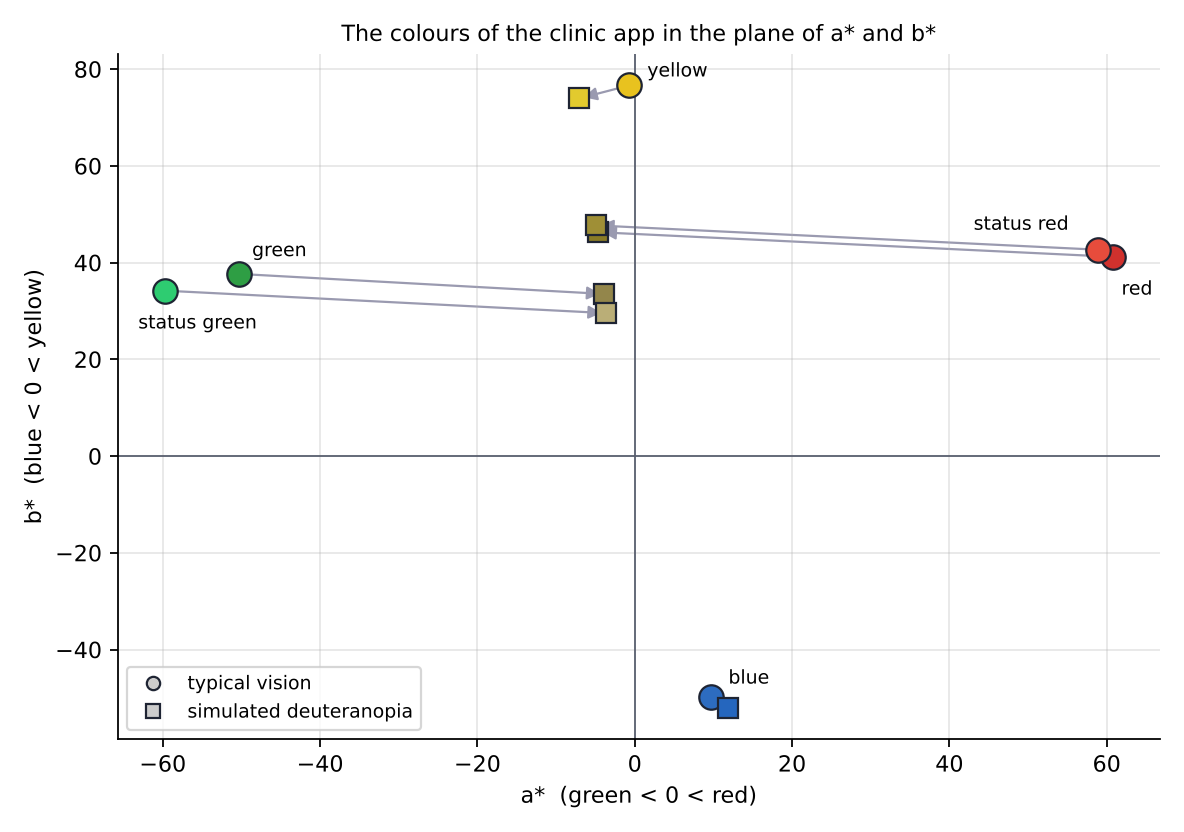 The colours of the clinic app in the plane of a* and b*
b* (blue < 0 < yellow)
80
60
40
20
0
−20
−40
yellow
status red
green
red
status green
blue
typical vision
simulated deuteranopia
−60
−40
−20
0
20
40
60
a* (green < 0 < red)